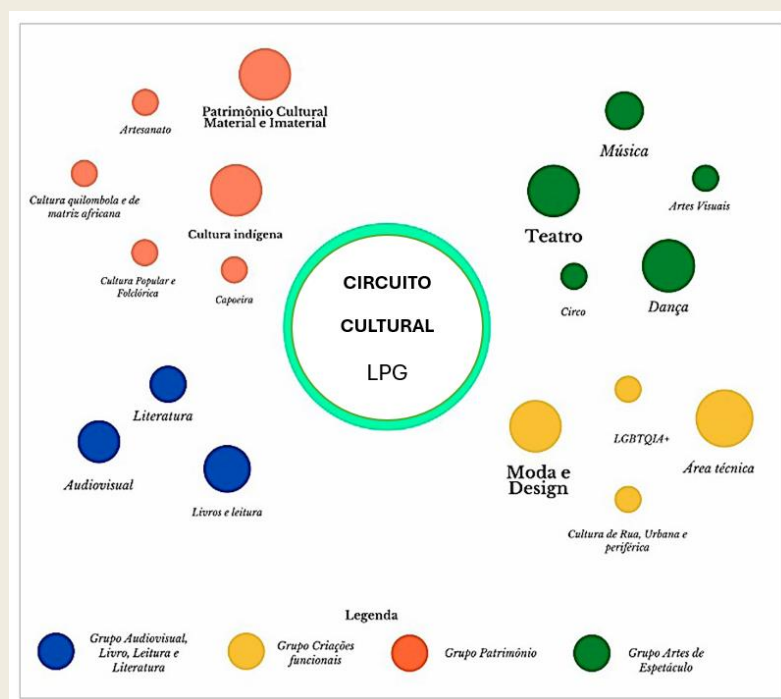 Patrimônio Cultural
Material e Imaterial
Artesanato
Cultura quilombola e de
matriz africana
Cultura indígena
Cultura Popular e
Folclórica
Capoeira
Música
Artes Visuais
Teatro
Circo
Dança
CIRCUITO
CULTURAL
LPG
Literatura
Audiovisual
Livros e leitura
LGBTQIA+
Área técnica
Moda e
Design
Cultura de Rua, Urbana e
periférica
Legenda
Grupo Audiovisual,
Livro, Leitura e
Literatura
Grupo Criações
funcionais
Grupo Patrimônio
Grupo Artes de
Espetáculo